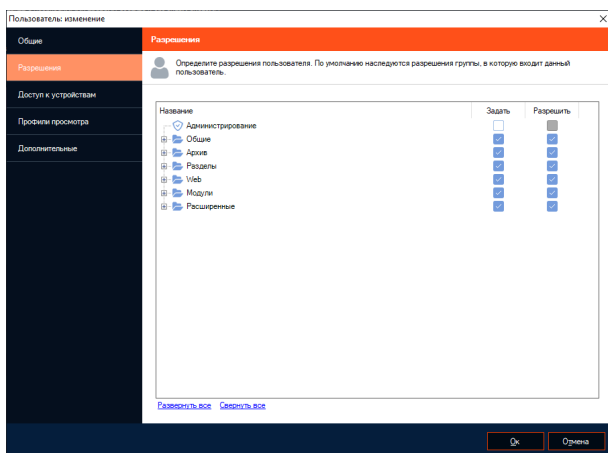 Пользователь: изменение
Общие
Разрешения
Разрешения
Определите разрешения пользователя. По умолчанию наследуются разрешения группы, в которую входит данный
пользователь.
Доступ к устройствам
Профили просмотра
Дополнительные
Название Задать Разрешить
Администрирование
Общие
Архив
Разделы
Web
Модули
Расширенные
Развернуть все Свернуть все
Ок Отмена